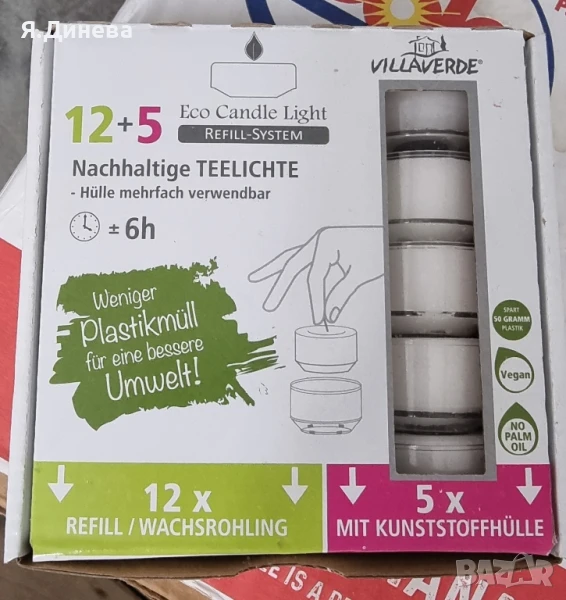 Я.Динева
VILLAVERDE®
12+5
Eco Candle Light
REFILL-SYSTEM
Nachhaltige TEELICHTE
- Hülle mehrfach verwendbar
± 6h
Weniger
Plastikmüll
für eine bessere
Umwelt!
SPART
50 GRAMM
PLASTIK
Vegan
NO
PALM
OIL
12 x
REFILL / WACHSROHLING
5 x
MIT KUNSTSTOFFHÜLLE
BAZAR